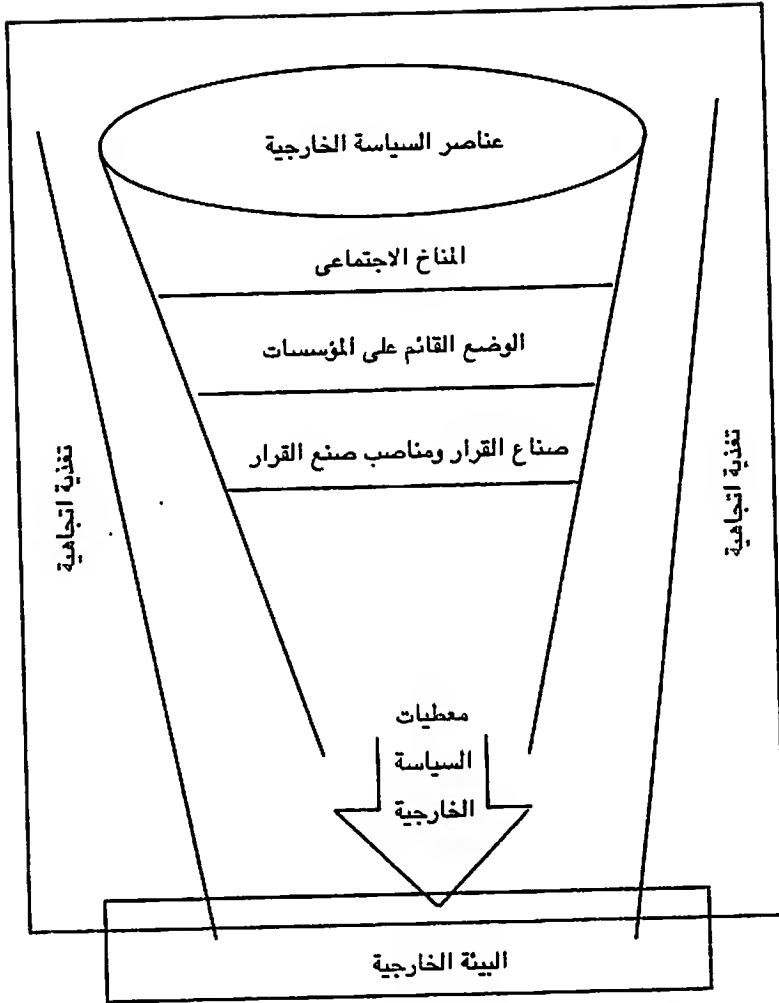 عناصر السياسة الخارجية
المناخ الاجتماعى
الوضع القائم على المؤسسات
صناع القرار ومناصب صنع القرار
تغذية اتجاهية
تغذية اتجاهية
معطيات
السياسة
الخارجية
البيئة الخارجية